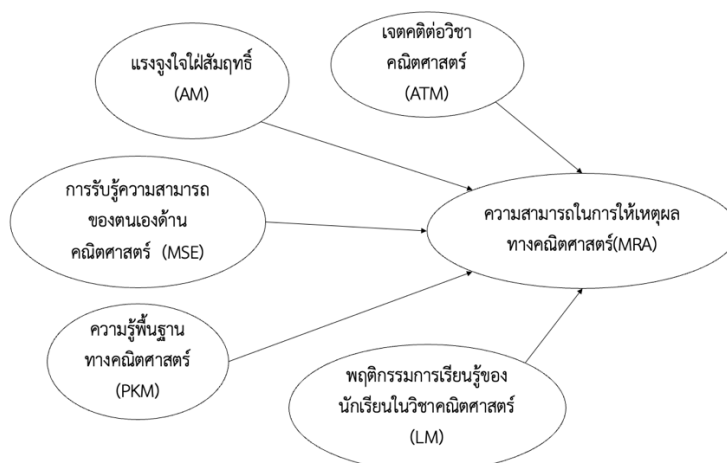 แรงจูงใจใฝ่สัมฤทธิ์
(AM)
เจตคติต่อวิชา
คณิตศาสตร์
(ATM)
การรับรู้ความสามารถ
ของตนเองด้าน
คณิตศาสตร์ (MSE)
ความสามารถในการให้เหตุผล
ทางคณิตศาสตร์(MRA)
ความรู้พื้นฐาน
ทางคณิตศาสตร์
(PKM)
พฤติกรรมการเรียนรู้ของ
นักเรียนในวิชาคณิตศาสตร์
(LM)